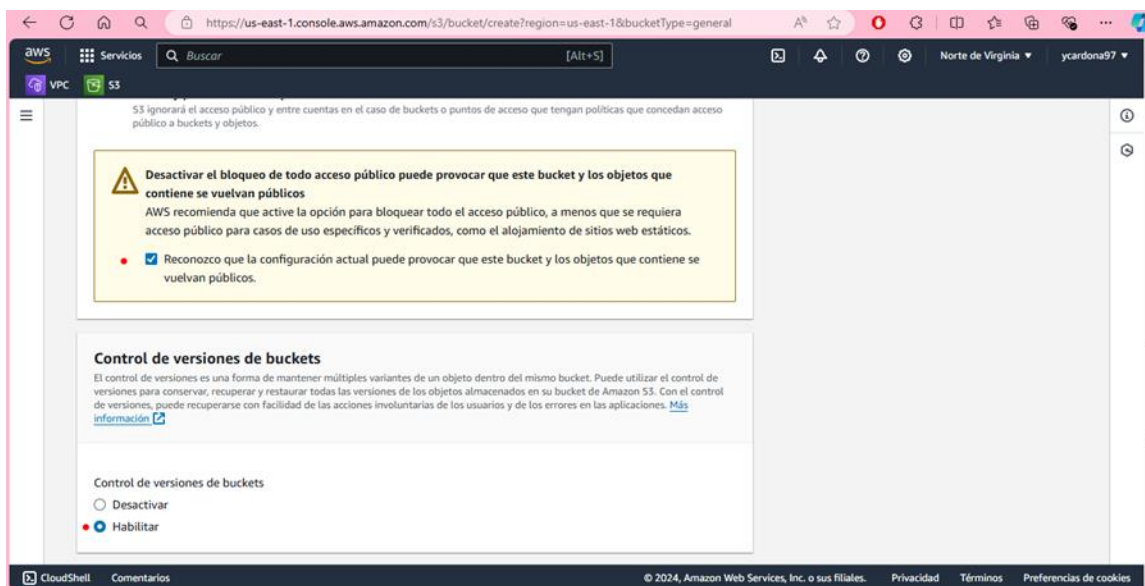 https://us-east-1.console.aws.amazon.com/s3/bucket/create?region=us-east-1&bucketType=general
aws
Servicios
Buscar
[Alt+S]
Norte de Virginia
ycardona97
VPC
S3
S3 ignorará el acceso público y entre cuentas en el caso de buckets o puntos de acceso que tengan políticas que concedan acceso
público a buckets y objetos.
Desactivar el bloqueo de todo acceso público puede provocar que este bucket y los objetos que
contiene se vuelvan públicos
AWS recomienda que active la opción para bloquear todo el acceso público, a menos que se requiera
acceso público para casos de uso específicos y verificados, como el alojamiento de sitios web estáticos.
Reconozco que la configuración actual puede provocar que este bucket y los objetos que contiene se
vuelvan públicos.
Control de versiones de buckets
El control de versiones es una forma de mantener múltiples variantes de un objeto dentro del mismo bucket. Puede utilizar el control de
versiones para conservar, recuperar y restaurar todas las versiones de los objetos almacenados en su bucket de Amazon S3. Con el control
de versiones, puede recuperarse con facilidad de las acciones involuntarias de los usuarios y de los errores en las aplicaciones. Más
información
Control de versiones de buckets
Desactivar
Habilitar
CloudShell
Comentarios
© 2024, Amazon Web Services, Inc. o sus filiales.
Privacidad
Términos
Preferencias de cookies